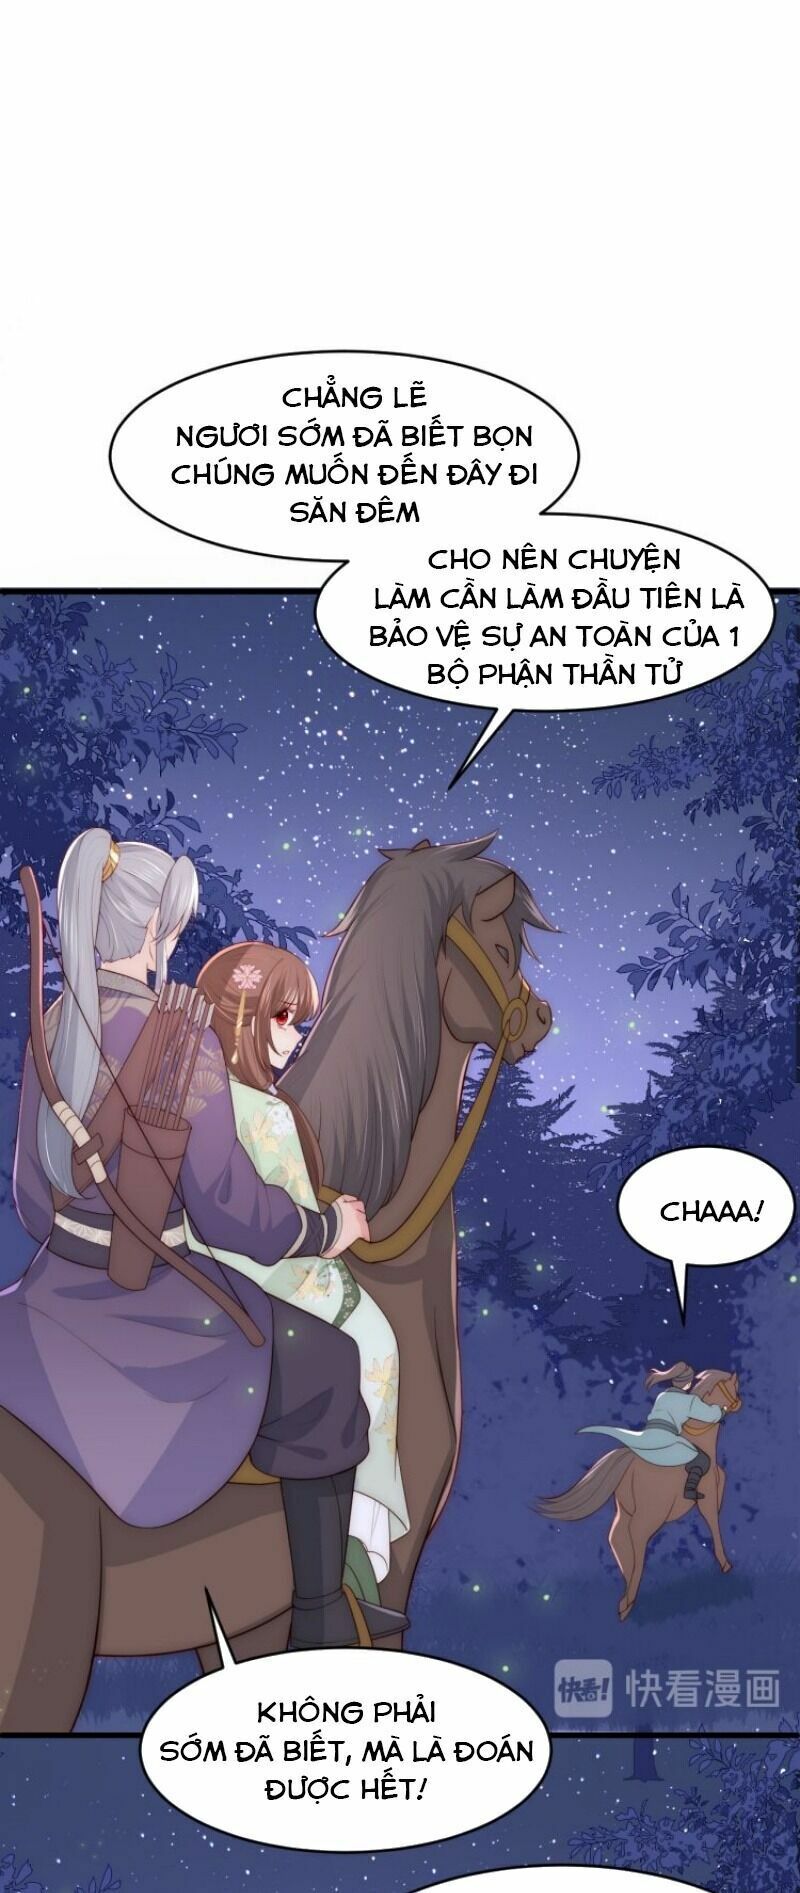 CHẲNG LẼ
NGƯƠI SỚM ĐÃ BIẾT BỌN
CHÚNG MUỐN ĐẾN ĐÂY ĐI
SĂN ĐÊM
CHO NÊN CHUYỆN
LÀM CẦN LÀM ĐẦU TIÊN LÀ
BẢO VỆ SỰ AN TOÀN CỦA 1
BỘ PHẬN THẦN TỬ
CHAAA!
快看! 快看漫画
KHÔNG PHẢI
SỚM ĐÃ BIẾT, MÀ LÀ ĐOÁN
ĐƯỢC HẾT!